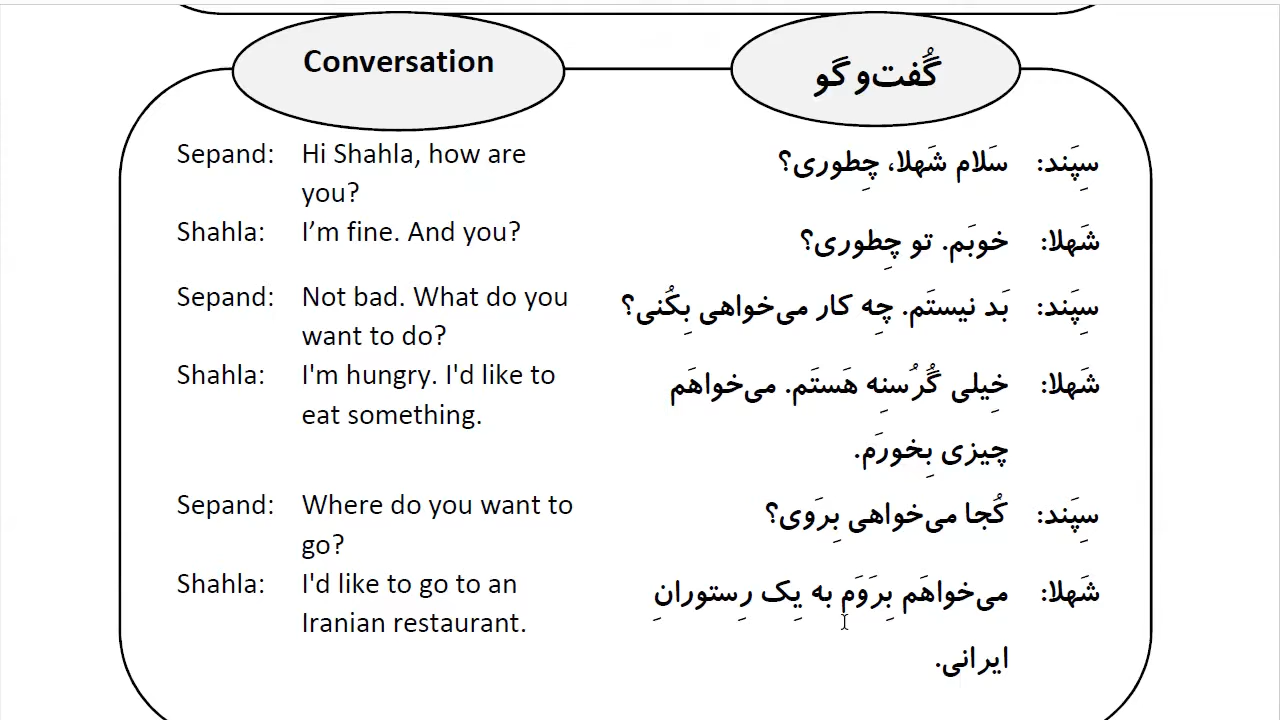 Conversation
گُفت‌و‌گو
Sepand: Hi Shahla, how are
you?
Shahla: I’m fine. And you?
Sepand: Not bad. What do you
want to do?
Shahla: I'm hungry. I'd like to
eat something.
Sepand: Where do you want to
go?
Shahla: I'd like to go to an
Iranian restaurant.
سِپَند: سَلام شَهلا، چِطوری؟
شَهلا: خوبَم. تو چِطوری؟
سِپَند: بَد نیستَم. چِه کار می‌خواهی بِکُنی؟
شَهلا: خِیلی گُرُسنِه هَستَم. می‌خواهَم
چیزی بِخورَم.
سِپَند: کُجا می‌خواهی بِرَوی؟
شَهلا: می‌خواهَم بِرَوَم به یِک رِستورانِ
ایرانی.